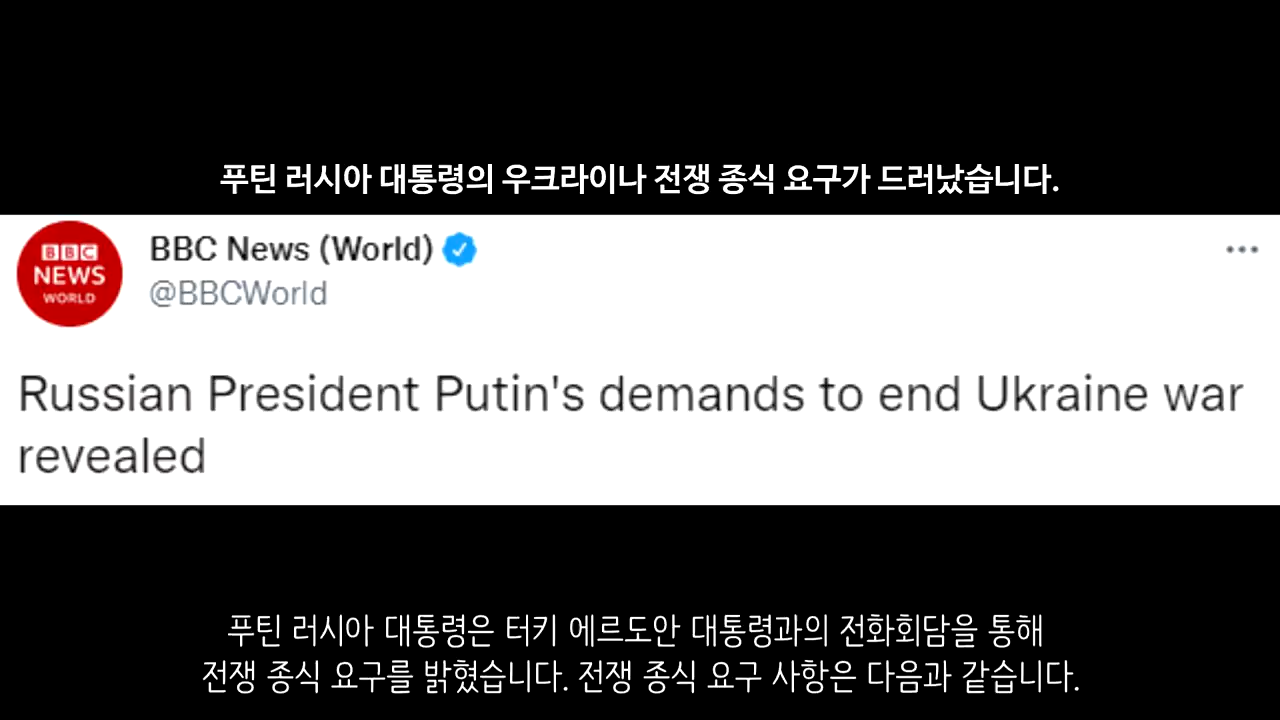 푸틴 러시아 대통령의 우크라이나 전쟁 종식 요구가 드러났습니다.
BBC
NEWS
WORLD
BBC News (World)
@BBCWorld
Russian President Putin's demands to end Ukraine war
revealed
푸틴 러시아 대통령은 터키 에르도안 대통령과의 전화회담을 통해
전쟁 종식 요구를 밝혔습니다. 전쟁 종식 요구 사항은 다음과 같습니다.